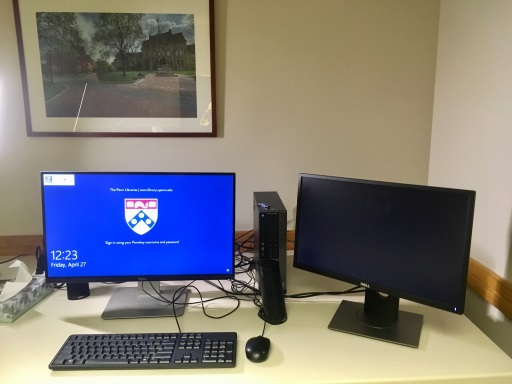 The Penn Libraries | www.library.upenn.edu
Sign in using your PennKey username and password
12:23
Friday, April 27
DELL
DELL